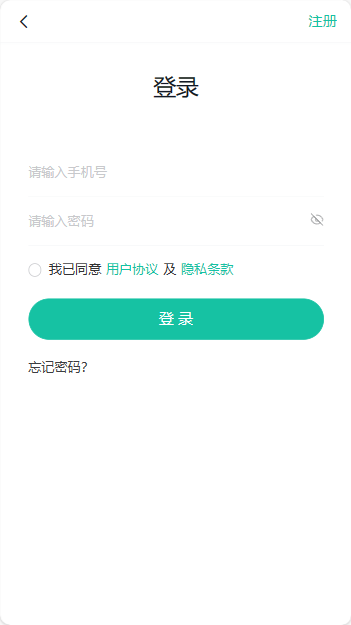 注册
登录
请输入手机号
请输入密码
我已同意 用户协议 及 隐私条款
登录
忘记密码?